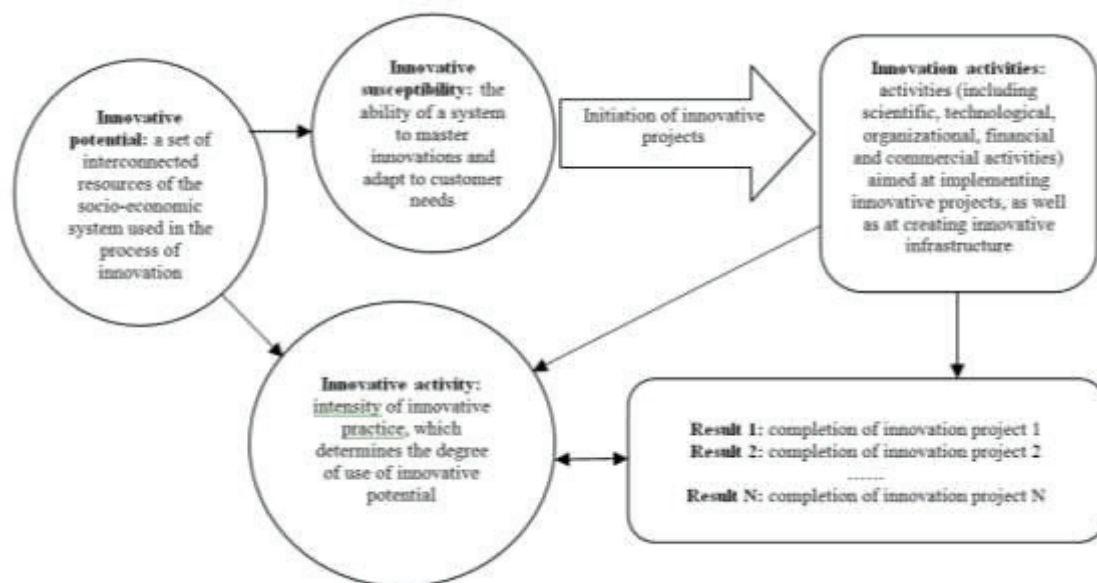 Innovative
potential: a set of
interconnected
resources of the
socio-economic
system used in the
process of
innovation
Innovative
susceptibility: the
ability of a system
to master
innovations and
adapt to customer
needs
Initiation of innovative
projects
Innovation activities:
activities (including
scientific, technological,
organizational, financial
and commercial activities)
aimed at implementing
innovative projects, as well
as at creating innovative
infrastructure
Innovative activity:
intensity of innovative
practice, which
determines the degree
of use of innovative
potential
Result 1: completion of innovation project 1
Result 2: completion of innovation project 2
......
Result N: completion of innovation project N